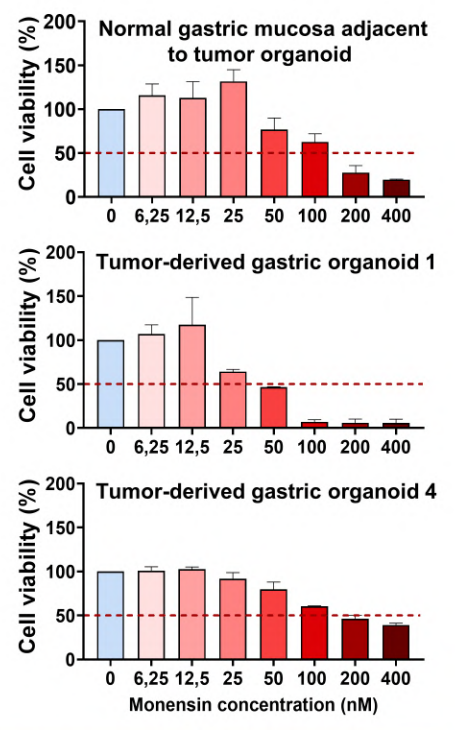 Normal gastric mucosa adjacent
to tumor organoid
Cell viability (%)
200
150
100
50
0
0 6,25 12,5 25 50 100 200 400
Tumor-derived gastric organoid 1
Cell viability (%)
200
150
100
50
0
0 6,25 12,5 25 50 100 200 400
Tumor-derived gastric organoid 4
Cell viability (%)
200
150
100
50
0
0 6,25 12,5 25 50 100 200 400
Monensin concentration (nM)